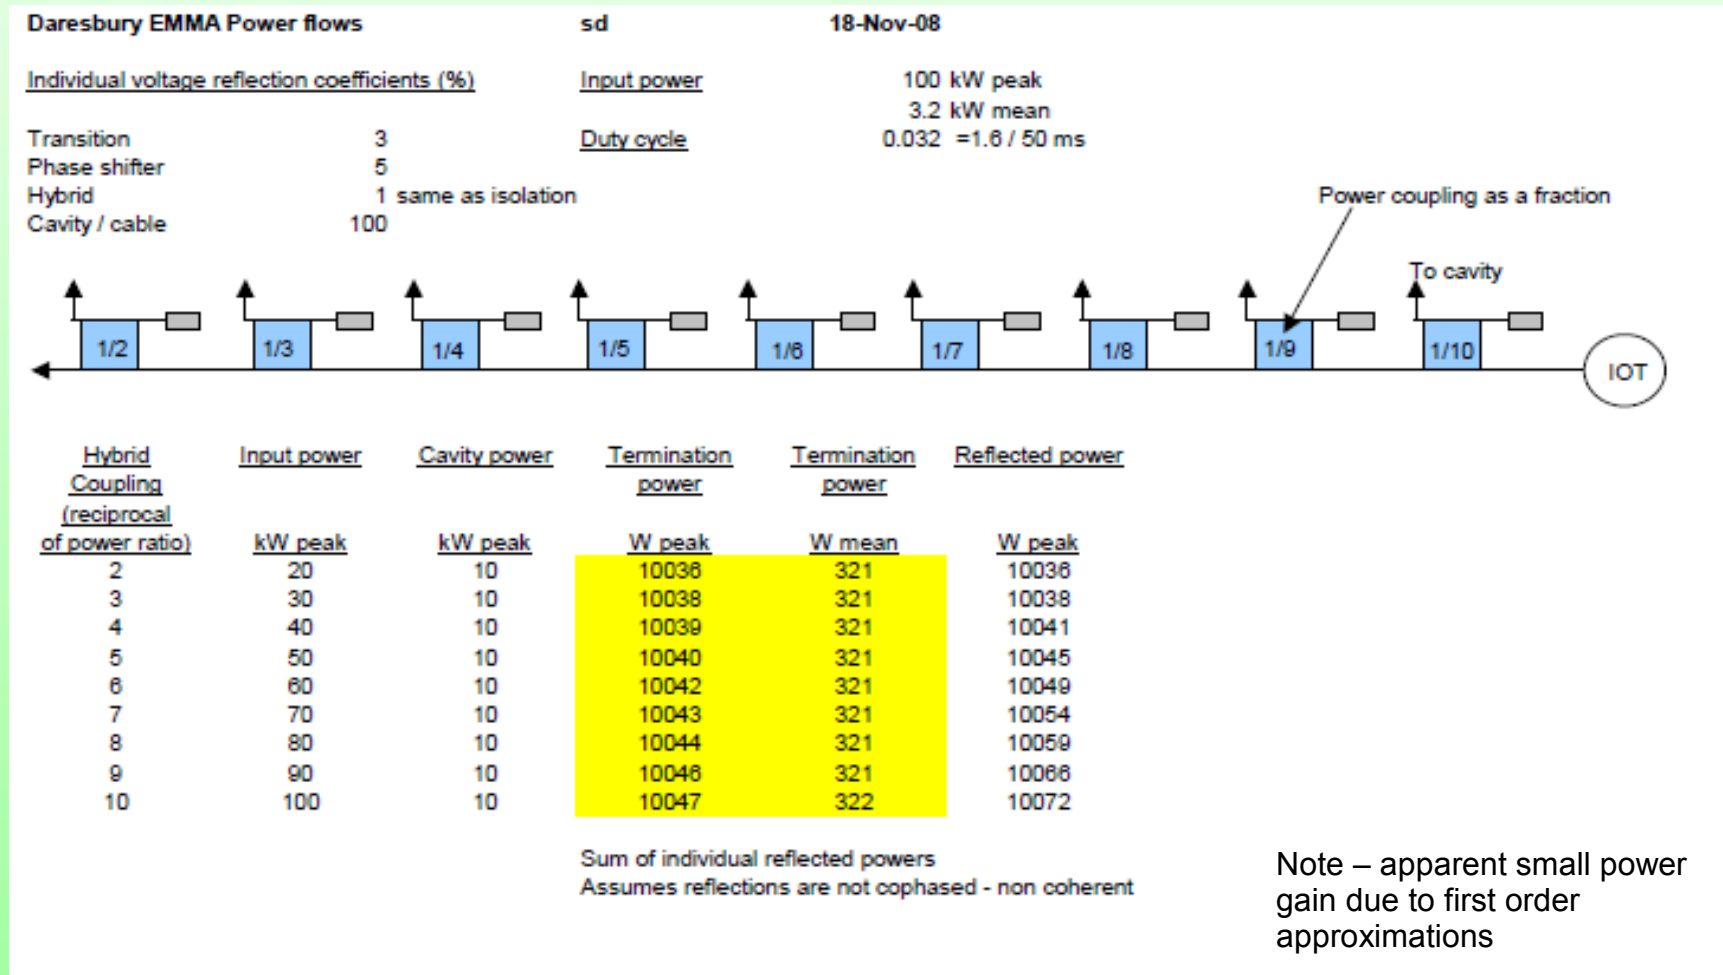 Daresbury EMMA Power flows sd 18-Nov-08
Individual voltage reflection coefficients (%) Input power 100 kW peak
3.2 kW mean
Transition 3 Duty cycle 0.032 =1.6 / 50 ms
Phase shifter 5
Hybrid 1 same as isolation
Cavity / cable 100
Power coupling as a fraction
To cavity
1/2 1/3 1/4 1/5 1/6 1/7 1/8 1/9 1/10 IOT
Hybrid Input power Cavity power Termination Termination Reflected power
Coupling power power
(reciprocal
of power ratio) kW peak kW peak W peak W mean W peak
2 20 10 10036 321 10036
3 30 10 10038 321 10038
4 40 10 10039 321 10041
5 50 10 10040 321 10045
6 60 10 10042 321 10049
7 70 10 10043 321 10054
8 80 10 10044 321 10059
9 90 10 10046 321 10066
10 100 10 10047 322 10072
Sum of individual reflected powers
Assumes reflections are not cophased - non coherent
Note – apparent small power
gain due to first order
approximations